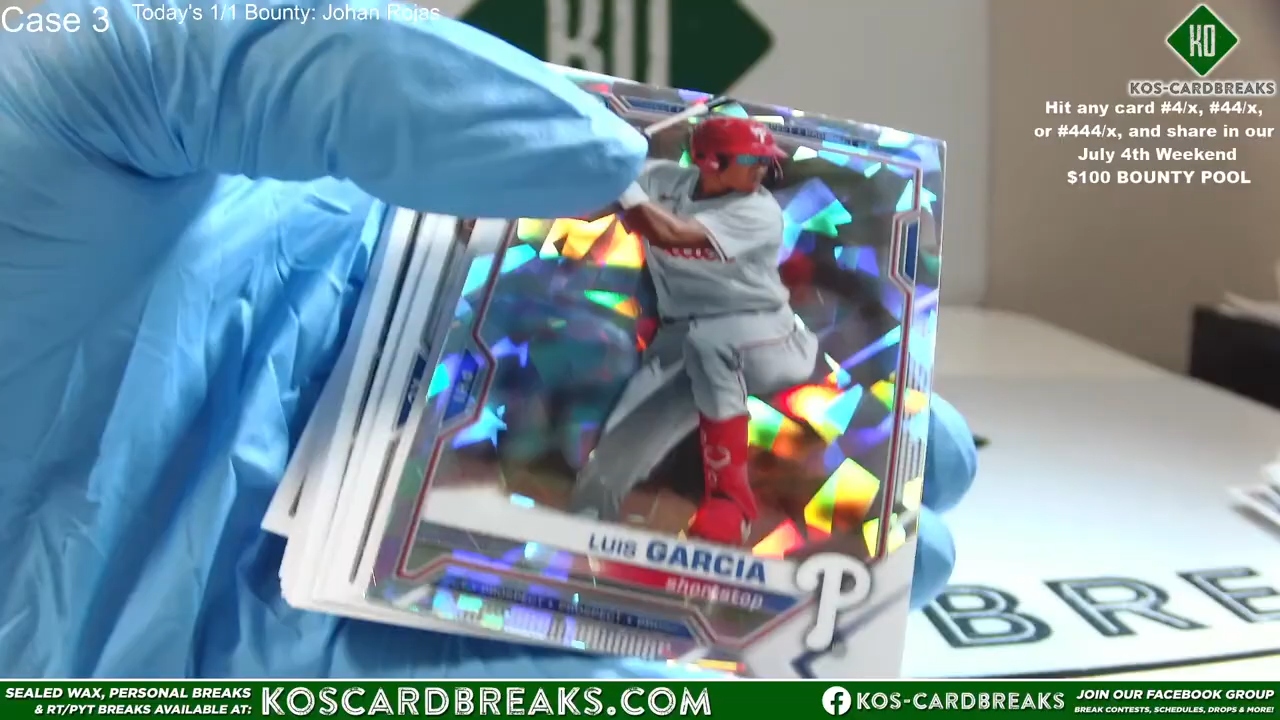 Case 3
Today's 1/1 Bounty: Johan Rojas
KO
KOS-CARDBREAKS
Hit any card #4/x, #44/x,
or #444/x, and share in our
July 4th Weekend
$100 BOUNTY POOL
LUIS GARCIA
shortstop
P
BRE
SEALED WAX, PERSONAL BREAKS
& RT/PYT BREAKS AVAILABLE AT:
KOSCARDBREAKS.COM
KOS-CARDBREAKS
JOIN OUR FACEBOOK GROUP
BREAK CONTESTS, SCHEDULES, DROPS & MORE!